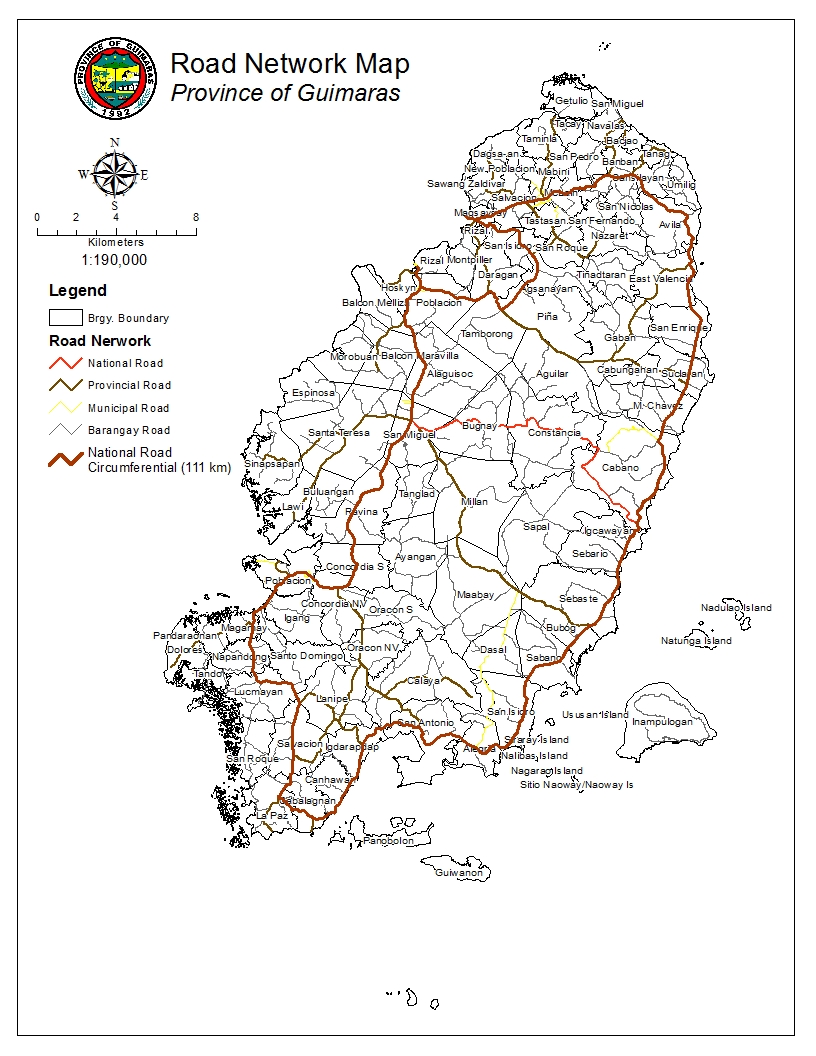 PROVINCE OF GUIMARAS
1992
Road Network Map
Province of Guimaras
N
W E
S
0 2 4 8
Kilometers
1:190,000
Legend
Brgy. Boundary
Road Nerwork
National Road
Provincial Road
Municipal Road
Barangay Road
National Road
Circumferential (111 km)
Getulio
San Miguel
Tacay
Navalas
Taminla
Badjao
Dagsa-an
San Pedro
Tanag
Banban
New Poblacion
Mabini
Sawang Zaldivar
Umilig
Salvacion
Magsaysay
San Nicolas
Tastasan
San Fernando
Avila
Rizal
Nazaret
San Isidro
San Roque
Rizal
Montpiller
Daragan
Tinadtaran
East Valencia
Hoskyn
Agsanayan
Balcon Melliza
Poblacion
Piña
San Enrique
Tamborong
Gaban
Morobuan
Balcon Maravilla
Alaguisoc
Aguilar
Cabungahan
Suclaran
Espinosa
M. Chavez
Bugnay
Santa Teresa
San Miguel
Constancia
Sinapsapan
Cabano
Buluangan
Tanglad
Millan
Lawi
Ravina
Sapal
Igcawayan
Sebario
Ayangan
Concordia S
Poblacion
Maabay
Sebaste
Concordia NV
Oracon S
Igang
Nadulao Island
Magamay
Bubog
Pandaraonan
Natunga Island
Dolores
Oracon NV
Dasal
Napandong
Santo Domingo
Sabang
Tando
Calaya
Lucmayan
Lanipe
San Isidro
Ususan Island
Inampulogan
San Antonio
Siraray Island
Salvacion
Igdarapdap
Alegria
Nalibas Island
San Roque
Nagarao Island
Canhawan
Sitio Naoway/Naoway Is
Cabalagnan
La Paz
Panobolon
Guiwanon